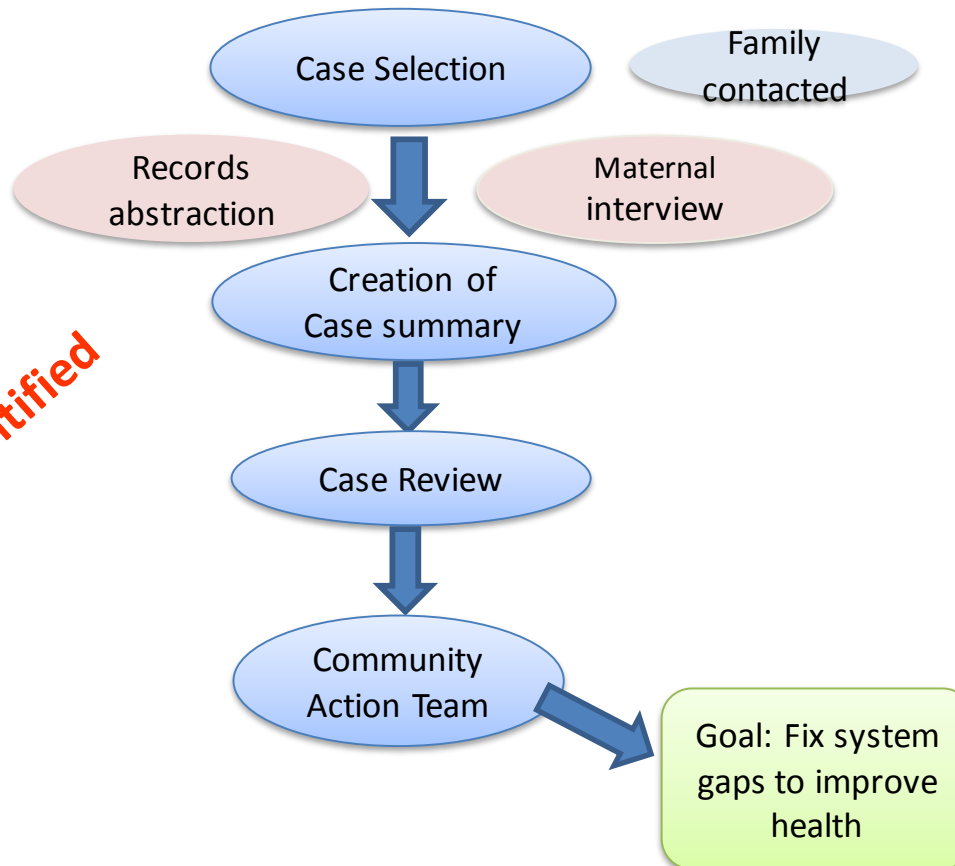 Case Selection
Family
contacted
Records
abstraction
Maternal
interview
Creation of
Case summary
Case Review
Community
Action Team
Goal: Fix system
gaps to improve
health